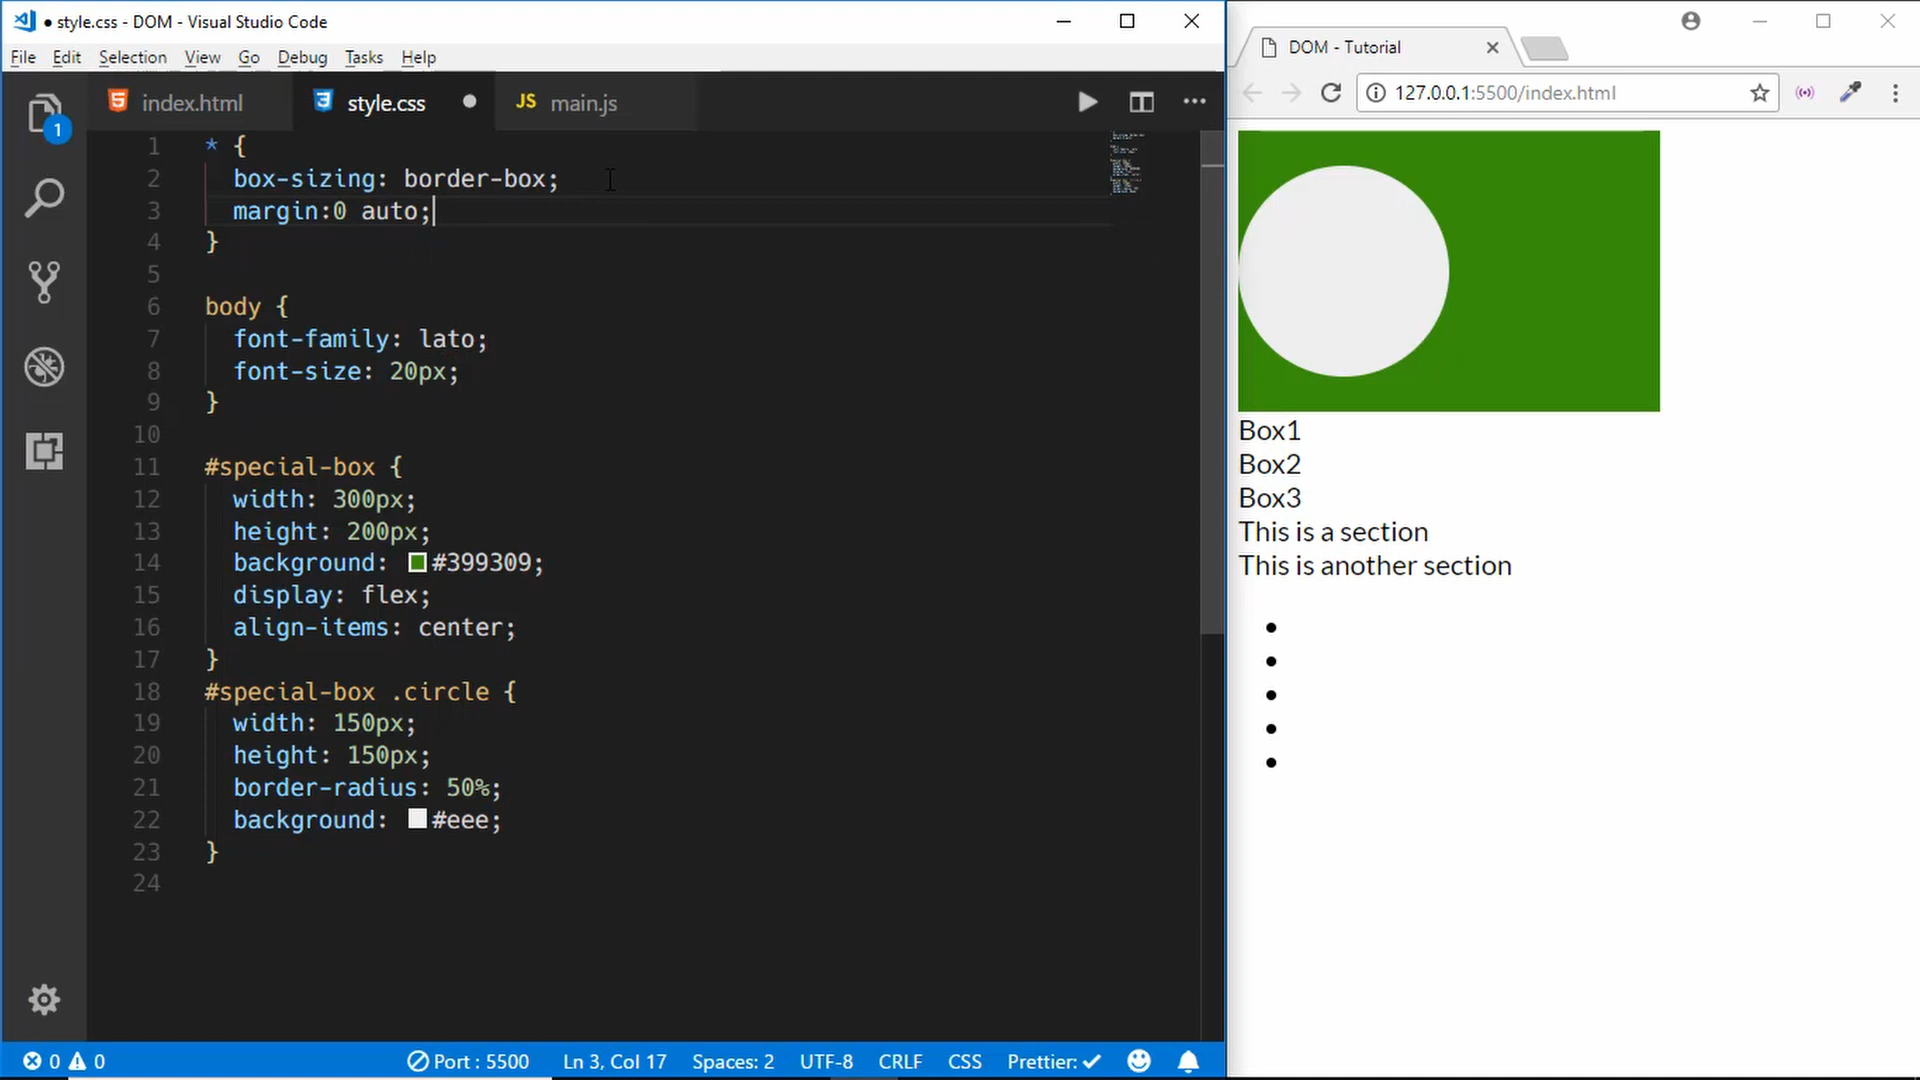 style.css - DOM - Visual Studio Code
File Edit Selection View Go Debug Tasks Help
index.html style.css JS main.js
1
1 * {
2 box-sizing: border-box;
3 margin:0 auto;
4 }
5
6 body {
7 font-family: lato;
8 font-size: 20px;
9 }
10
11 #special-box {
12 width: 300px;
13 height: 200px;
14 background: #399309;
15 display: flex;
16 align-items: center;
17 }
18 #special-box .circle {
19 width: 150px;
20 height: 150px;
21 border-radius: 50%;
22 background: #eee;
23 }
24
0 0 Port : 5500 Ln 3, Col 17 Spaces: 2 UTF-8 CRLF CSS Prettier: ✓
DOM - Tutorial
127.0.0.1:5500/index.html
Box1
Box2
Box3
This is a section
This is another section